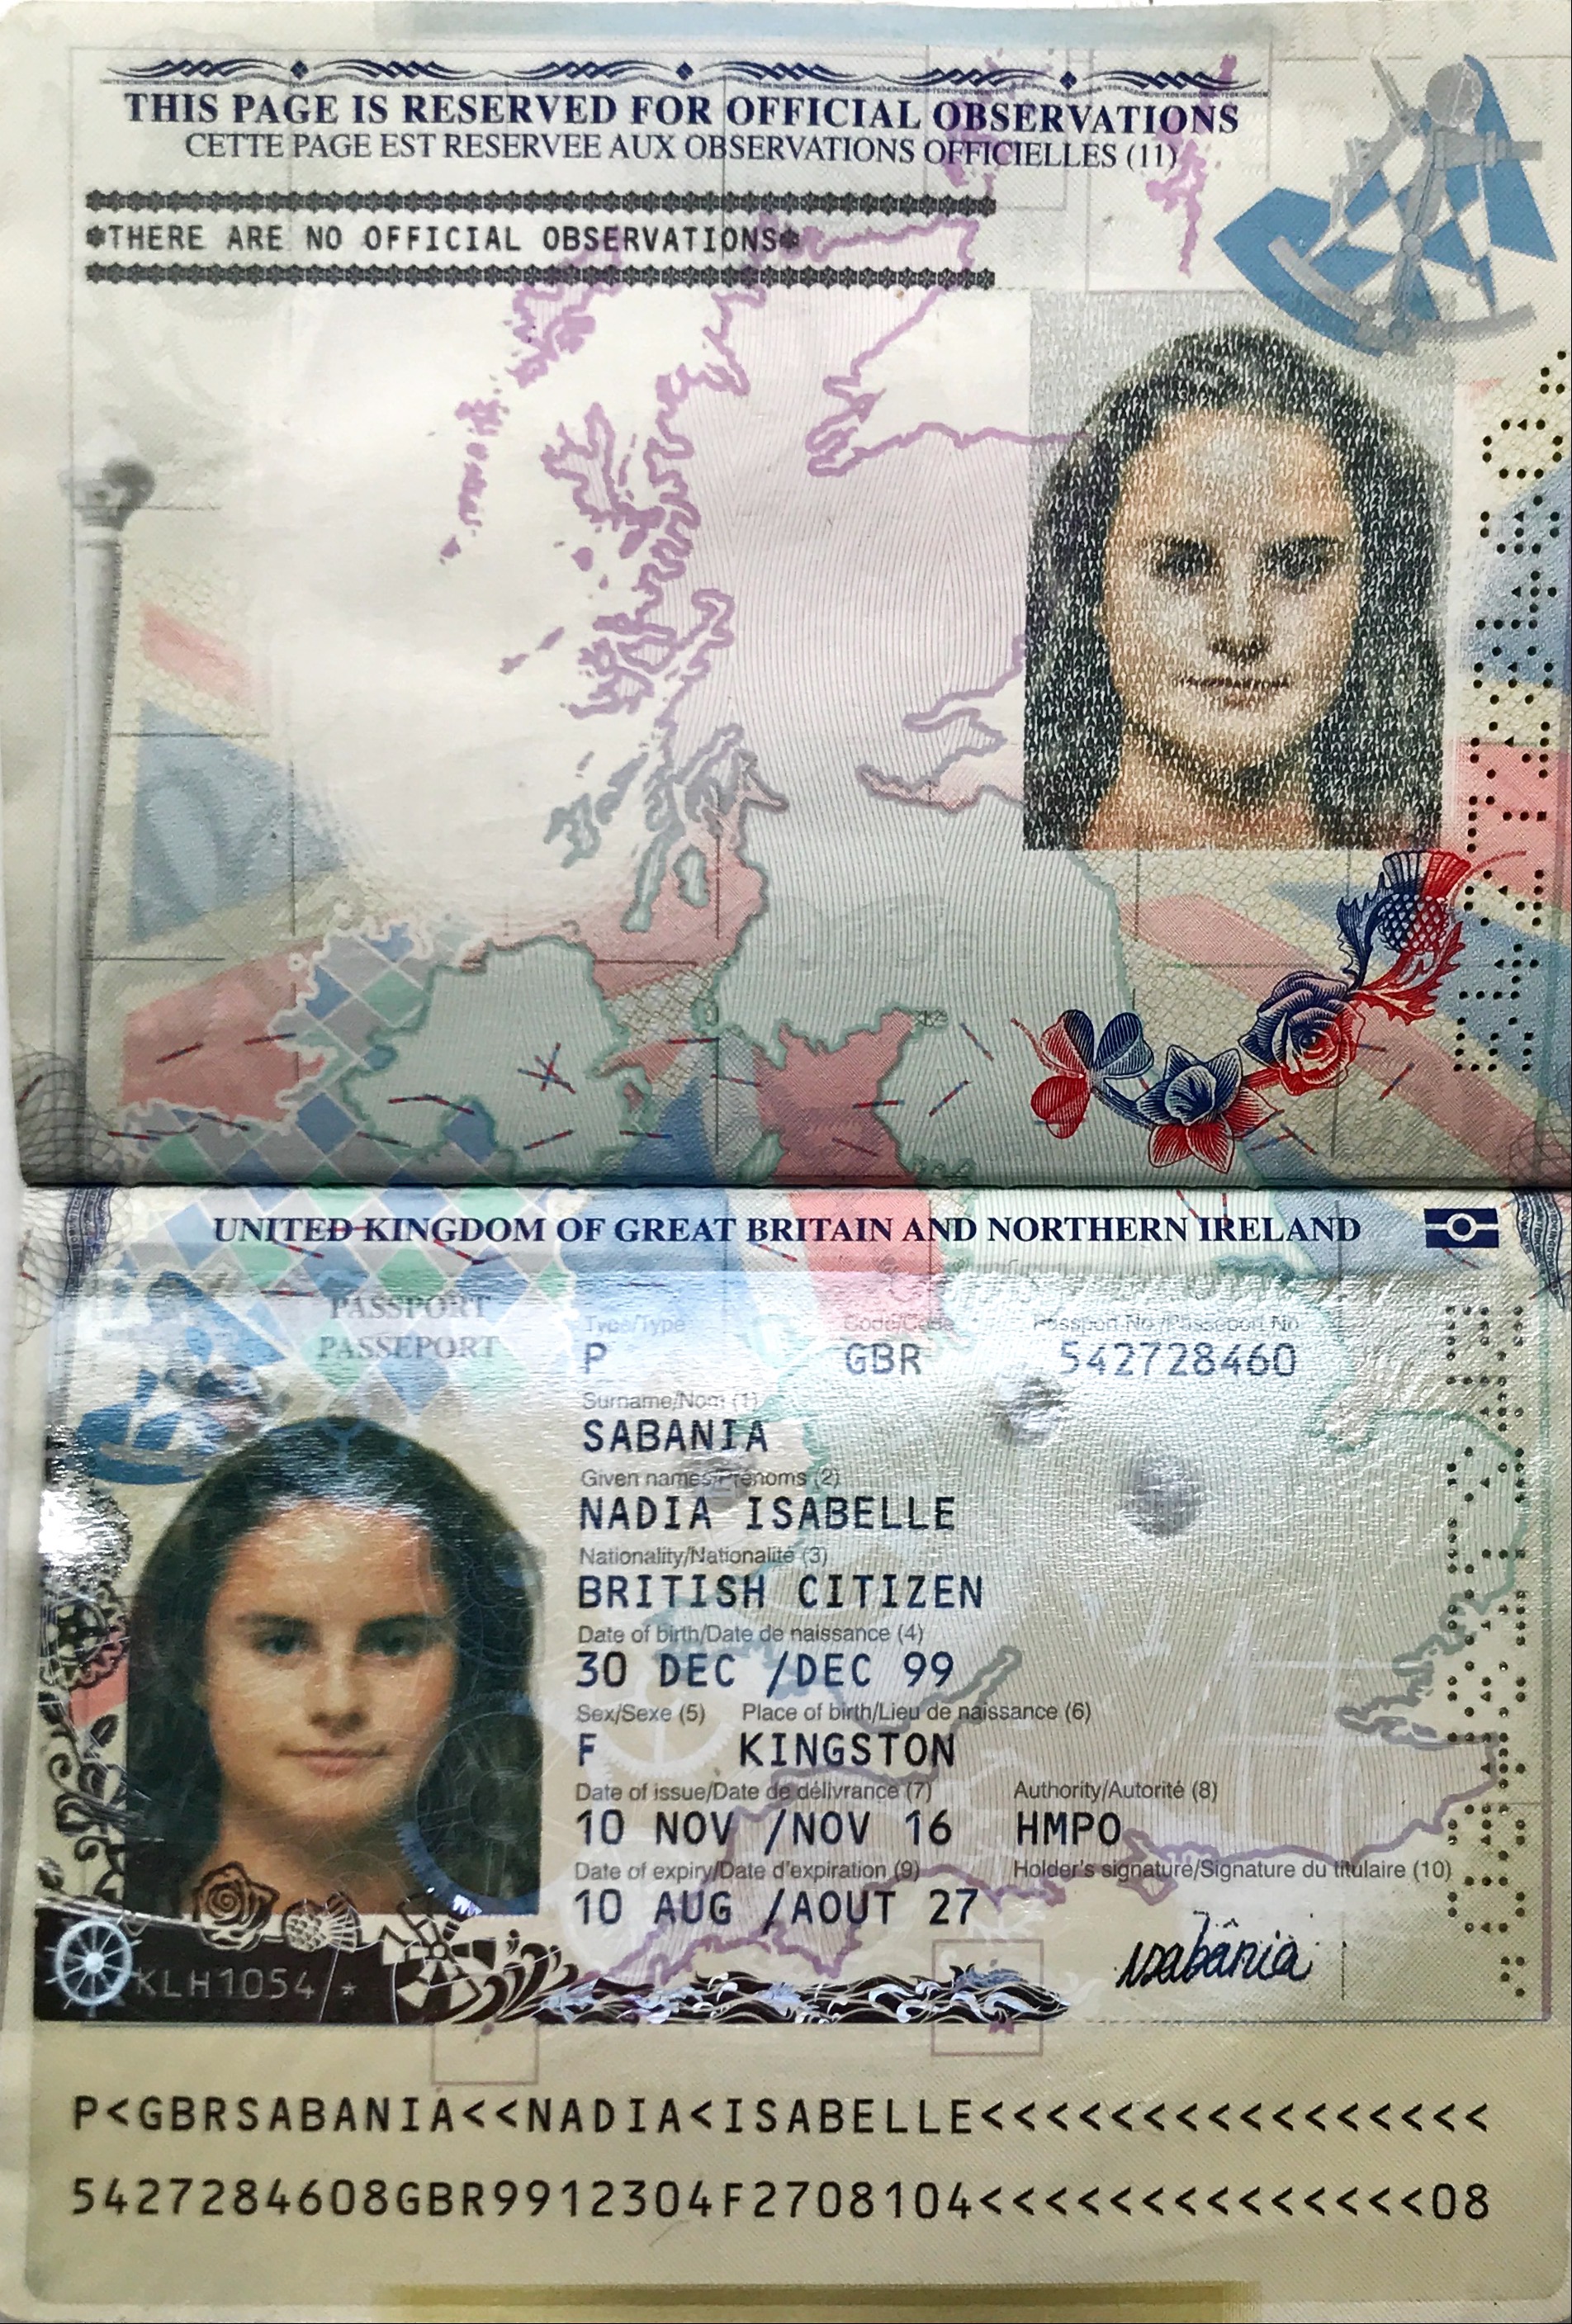 THIS PAGE IS RESERVED FOR OFFICIAL OBSERVATIONS
CETTE PAGE EST RESERVEE AUX OBSERVATIONS OFFICIELLES (11)
*THERE ARE NO OFFICIAL OBSERVATIONS*
UNITED KINGDOM OF GREAT BRITAIN AND NORTHERN IRELAND
PASSPORT
PASSEPORT
Type/Type Code/Code Passport No./Passeport No.
P GBR 542728460
Surname/Nom (1)
SABANIA
Given names/Prénoms (2)
NADIA ISABELLE
Nationality/Nationalité (3)
BRITISH CITIZEN
Date of birth/Date de naissance (4)
30 DEC /DEC 99
Sex/Sexe (5) Place of birth/Lieu de naissance (6)
F KINGSTON
Date of issue/Date de délivrance (7) Authority/Autorité (8)
10 NOV /NOV 16 HMPO
Date of expiry/Date d'expiration (9) Holder's signature/Signature du titulaire (10)
10 AUG /AOUT 27
KLH1054/*
P<GBRSABANIA<<NADIA<ISABELLE<<<<<<<<<<<<<<<<
5427284608GBR9912304F2708104<<<<<<<<<<<<<<08